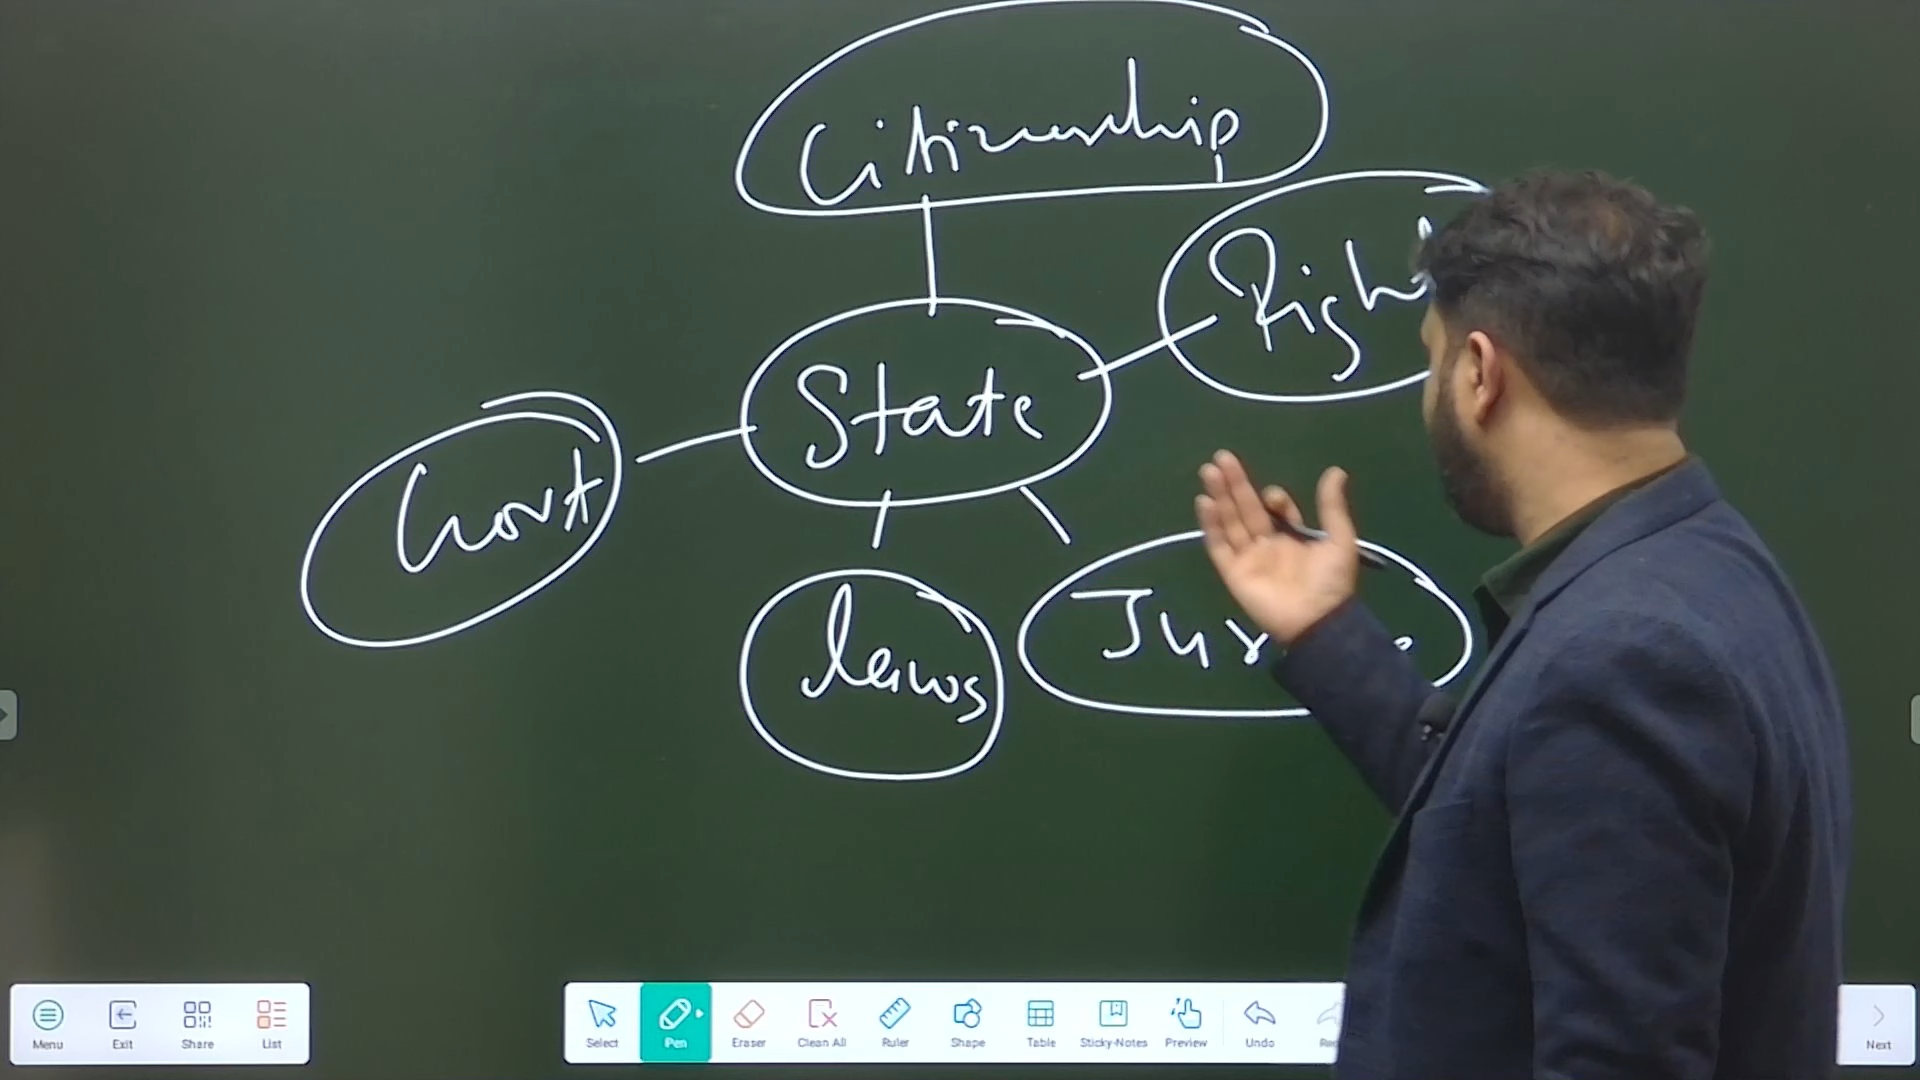 Citizenship
Righ
State
Govt
Laws
Menu
Exit
Share
List
Select
Pen
Eraser
Clean All
Ruler
Shape
Table
Sticky-Notes
Preview
Undo
Next